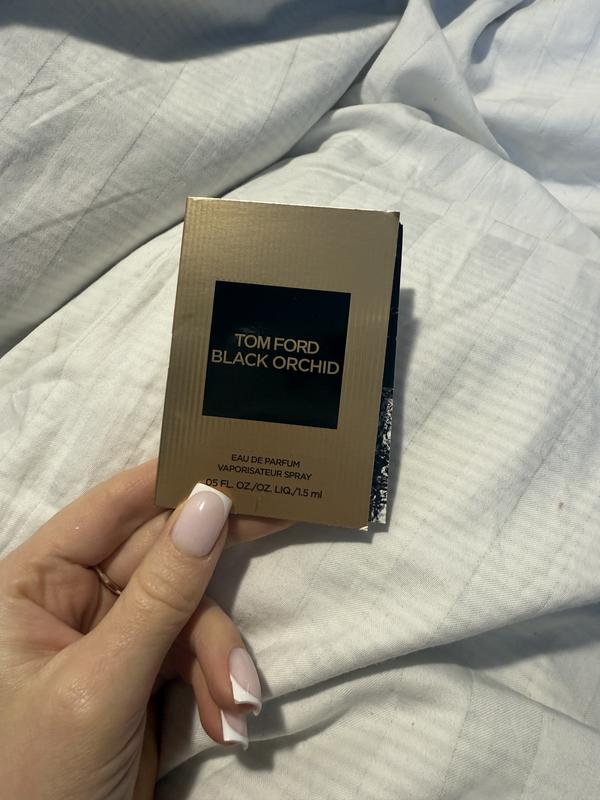 TOM FORD
BLACK ORCHID
EAU DE PARFUM
VAPORISATEUR SPRAY
.05 FL. OZ./OZ. LIQ./1.5 ml